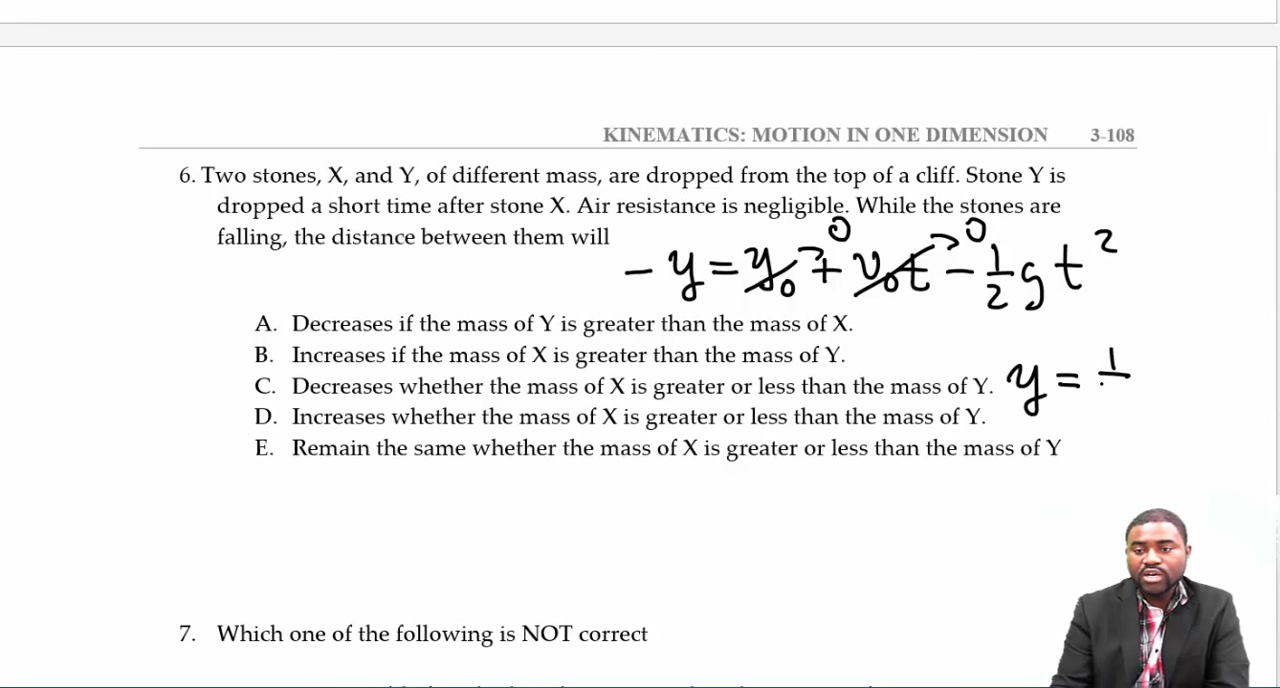 KINEMATICS: MOTION IN ONE DIMENSION 3-108
6. Two stones, X, and Y, of different mass, are dropped from the top of a cliff. Stone Y is
dropped a short time after stone X. Air resistance is negligible. While the stones are
falling, the distance between them will
0 0
- y = y₀ + v₀t - 1/2 g t²
A. Decreases if the mass of Y is greater than the mass of X.
B. Increases if the mass of X is greater than the mass of Y.
C. Decreases whether the mass of X is greater or less than the mass of Y.
y = 1
D. Increases whether the mass of X is greater or less than the mass of Y.
E. Remain the same whether the mass of X is greater or less than the mass of Y
7. Which one of the following is NOT correct